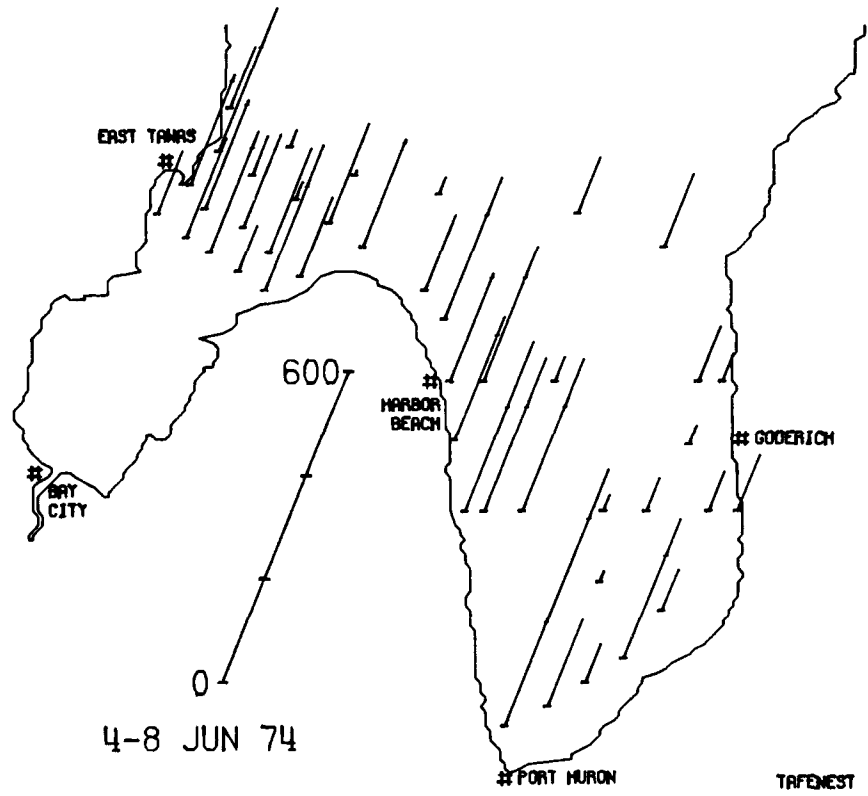 EAST TAWAS
#
600
#
HARBOR
BEACH
# GODERICH
#
BAY
CITY
0
4-8 JUN 74
# PORT HURON
TAFENEST